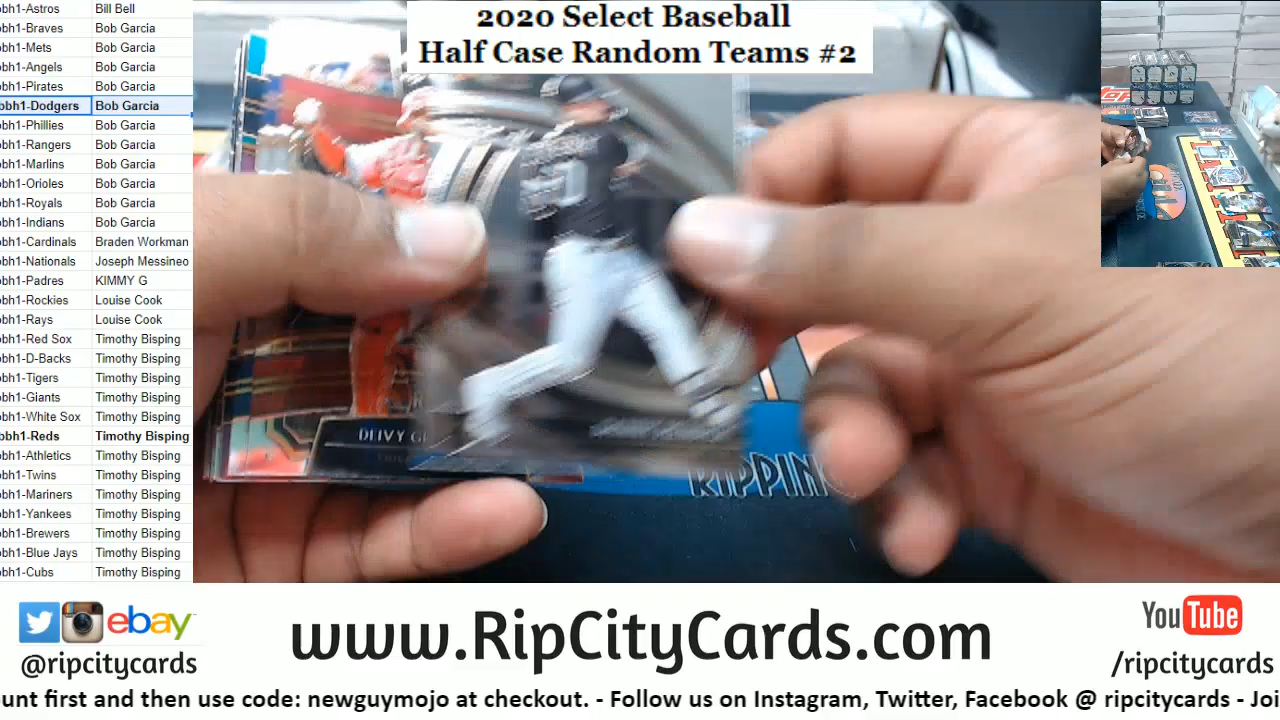 2020 Select Baseball
Half Case Random Teams #2
bh1-Astros Bill Bell
bh1-Braves Bob Garcia
bh1-Mets Bob Garcia
bh1-Angels Bob Garcia
bh1-Pirates Bob Garcia
bbh1-Dodgers Bob Garcia
bh1-Phillies Bob Garcia
bh1-Rangers Bob Garcia
bh1-Marlins Bob Garcia
bh1-Orioles Bob Garcia
bh1-Royals Bob Garcia
bh1-Indians Bob Garcia
bh1-Cardinals Braden Workman
bh1-Nationals Joseph Messineo
bh1-Padres KIMMY G
bh1-Rockies Louise Cook
bh1-Rays Louise Cook
bh1-Red Sox Timothy Bisping
bh1-D-Backs Timothy Bisping
bh1-Tigers Timothy Bisping
bh1-Giants Timothy Bisping
bh1-White Sox Timothy Bisping
bbh1-Reds Timothy Bisping
bh1-Athletics Timothy Bisping
bh1-Twins Timothy Bisping
bh1-Mariners Timothy Bisping
bh1-Yankees Timothy Bisping
bh1-Brewers Timothy Bisping
bh1-Blue Jays Timothy Bisping
bh1-Cubs Timothy Bisping
DEIVY G
RIPPING
ebay
@ripcitycards
www.RipCityCards.com
YouTube
/ripcitycards
ount first and then use code: newguymojo at checkout. - Follow us on Instagram, Twitter, Facebook @ ripcitycards - Joi